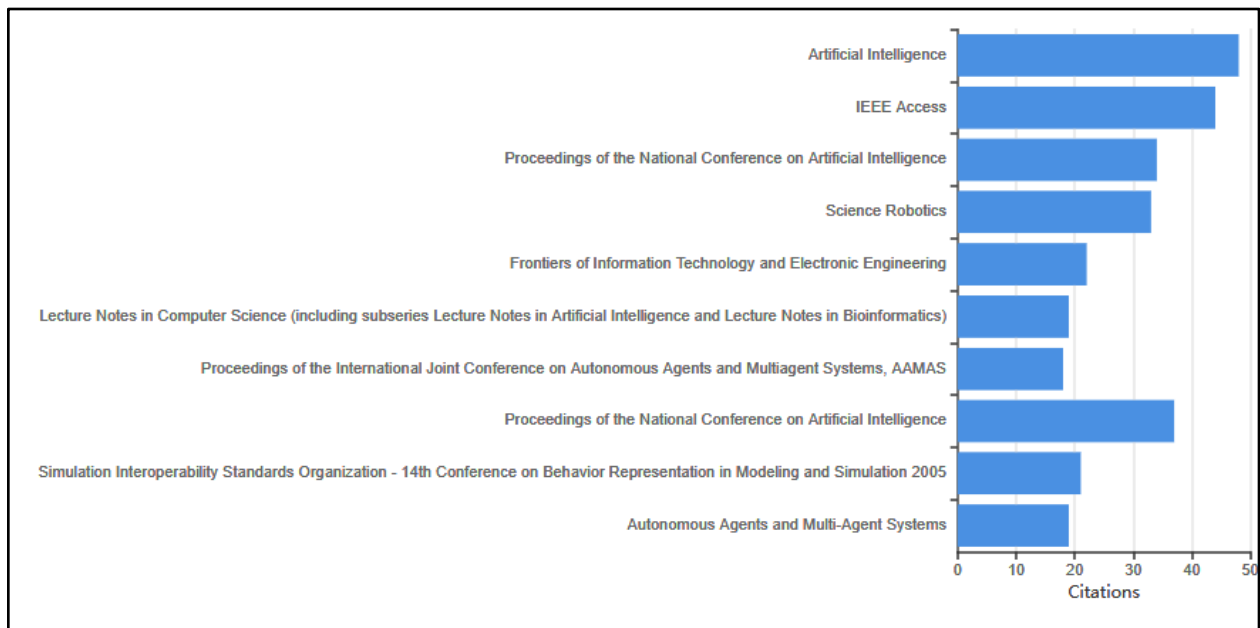 Artificial Intelligence
IEEE Access
Proceedings of the National Conference on Artificial Intelligence
Science Robotics
Frontiers of Information Technology and Electronic Engineering
Lecture Notes in Computer Science (including subseries Lecture Notes in Artificial Intelligence and Lecture Notes in Bioinformatics)
Proceedings of the International Joint Conference on Autonomous Agents and Multiagent Systems, AAMAS
Proceedings of the National Conference on Artificial Intelligence
Simulation Interoperability Standards Organization - 14th Conference on Behavior Representation in Modeling and Simulation 2005
Autonomous Agents and Multi-Agent Systems
0 10 20 30 40 50
Citations